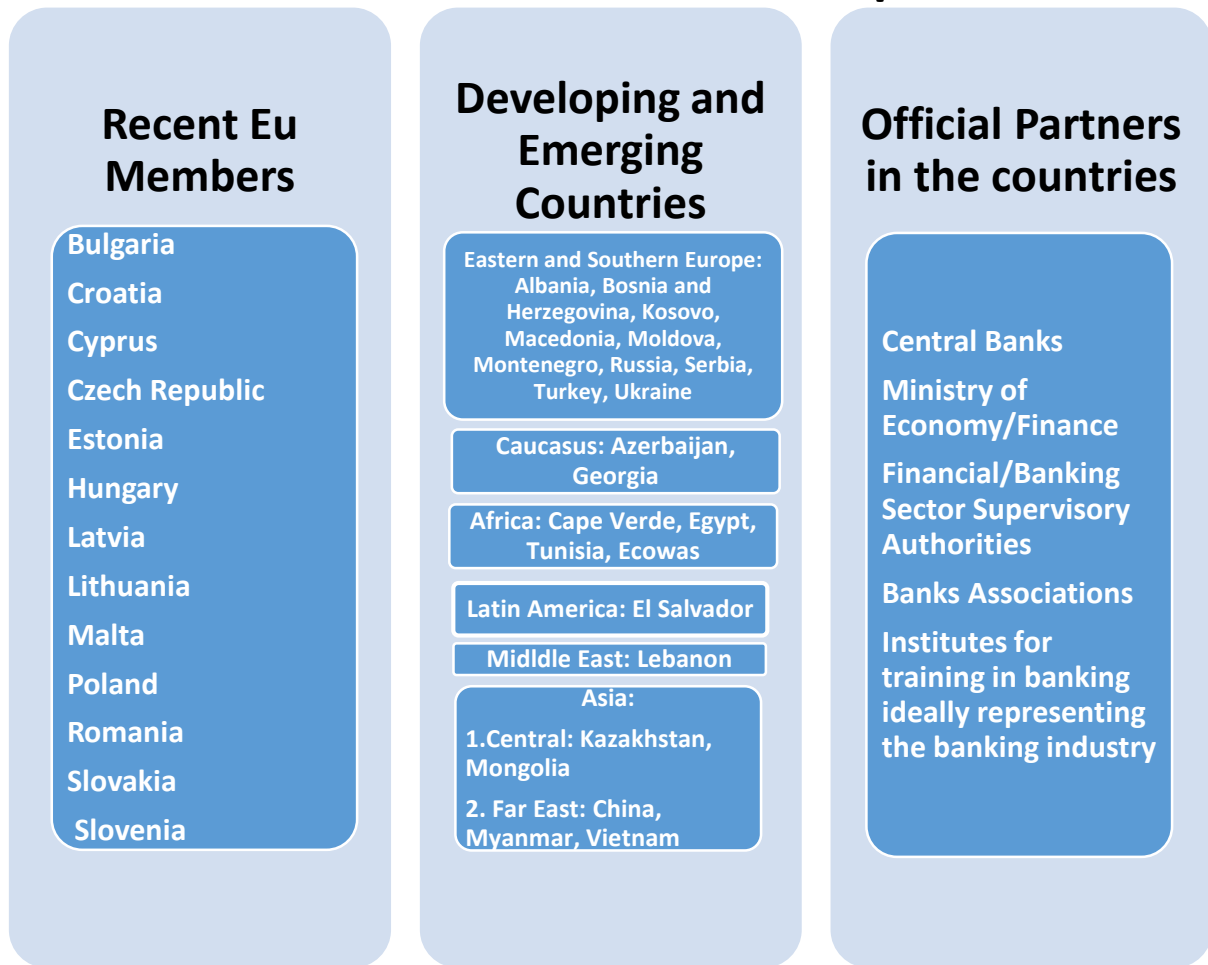 Recent Eu
Members
Bulgaria
Croatia
Cyprus
Czech Republic
Estonia
Hungary
Latvia
Lithuania
Malta
Poland
Romania
Slovakia
Slovenia
Developing and
Emerging
Countries
Eastern and Southern Europe:
Albania, Bosnia and
Herzegovina, Kosovo,
Macedonia, Moldova,
Montenegro, Russia, Serbia,
Turkey, Ukraine
Caucasus: Azerbaijan,
Georgia
Africa: Cape Verde, Egypt,
Tunisia, Ecowas
Latin America: El Salvador
Midldle East: Lebanon
Asia:
1.Central: Kazakhstan,
Mongolia
2. Far East: China,
Myanmar, Vietnam
Official Partners
in the countries
Central Banks
Ministry of
Economy/Finance
Financial/Banking
Sector Supervisory
Authorities
Banks Associations
Institutes for
training in banking
ideally representing
the banking industry